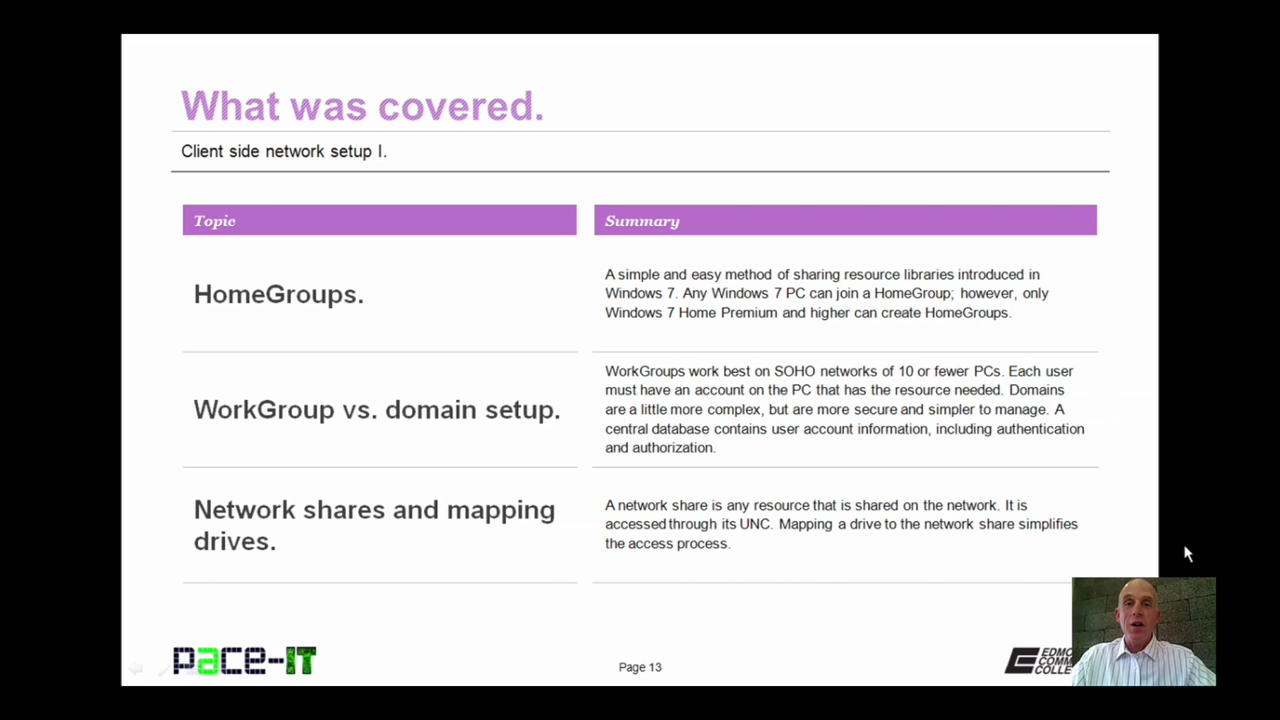 What was covered.
Client side network setup I.
Topic
Summary
HomeGroups.
A simple and easy method of sharing resource libraries introduced in
Windows 7. Any Windows 7 PC can join a HomeGroup; however, only
Windows 7 Home Premium and higher can create HomeGroups.
WorkGroup vs. domain setup.
WorkGroups work best on SOHO networks of 10 or fewer PCs. Each user
must have an account on the PC that has the resource needed. Domains
are a little more complex, but are more secure and simpler to manage. A
central database contains user account information, including authentication
and authorization.
Network shares and mapping
drives.
A network share is any resource that is shared on the network. It is
accessed through its UNC. Mapping a drive to the network share simplifies
the access process.
pace-IT
Page 13